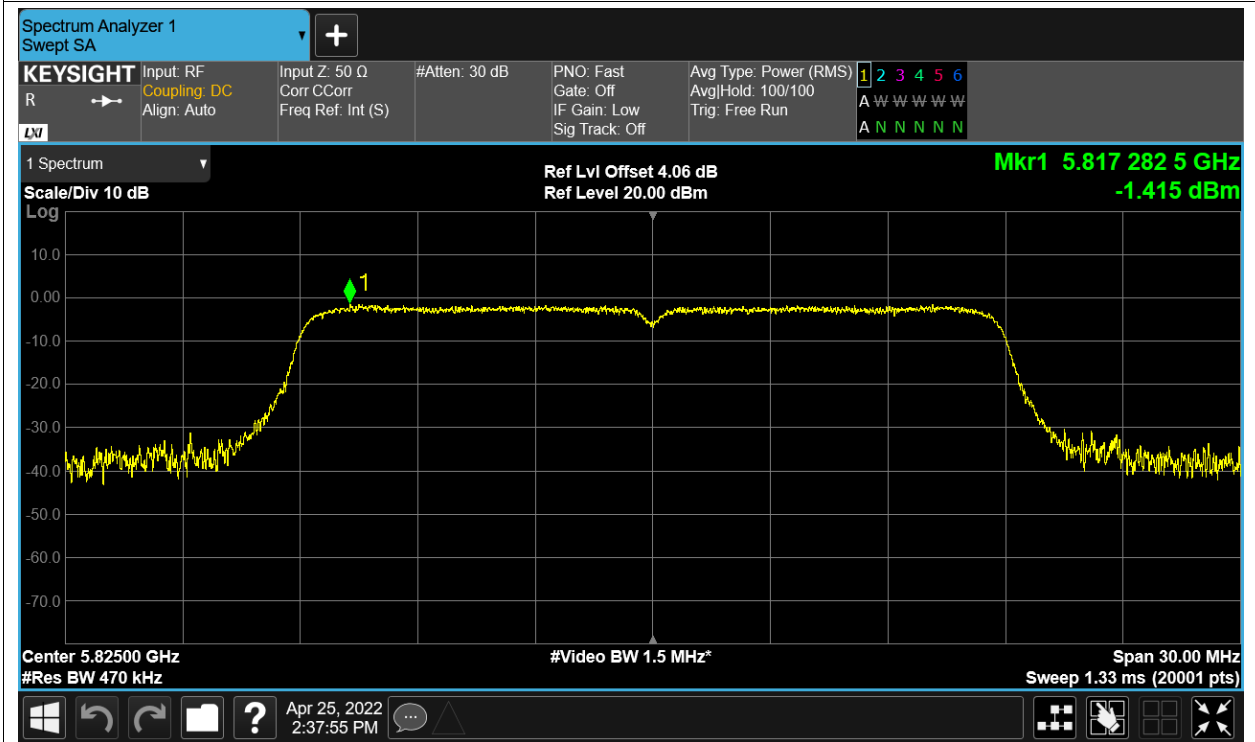 Spectrum Analyzer 1
Swept SA
+
KEYSIGHT
R
LXI
Input: RF
Coupling: DC
Align: Auto
Input Z: 50 Ω
Corr CCorr
Freq Ref: Int (S)
#Atten: 30 dB
PNO: Fast
Gate: Off
IF Gain: Low
Sig Track: Off
Avg Type: Power (RMS)
Avg|Hold: 100/100
Trig: Free Run
1 2 3 4 5 6
A W W W W W
A N N N N N
1 Spectrum
Scale/Div 10 dB
Log
Ref Lvl Offset 4.06 dB
Ref Level 20.00 dBm
Mkr1 5.817 282 5 GHz
-1.415 dBm
10.0
1
0.00
-10.0
-20.0
-30.0
-40.0
-50.0
-60.0
-70.0
Center 5.82500 GHz
#Res BW 470 kHz
#Video BW 1.5 MHz*
Span 30.00 MHz
Sweep 1.33 ms (20001 pts)
?
Apr 25, 2022
2:37:55 PM